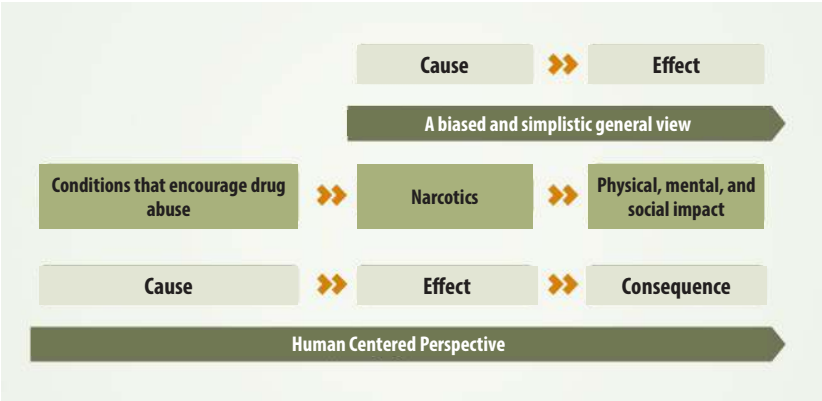 Cause
Effect
A biased and simplistic general view
Conditions that encourage drug
abuse
Narcotics
Physical, mental, and
social impact
Cause
Effect
Consequence
Human Centered Perspective